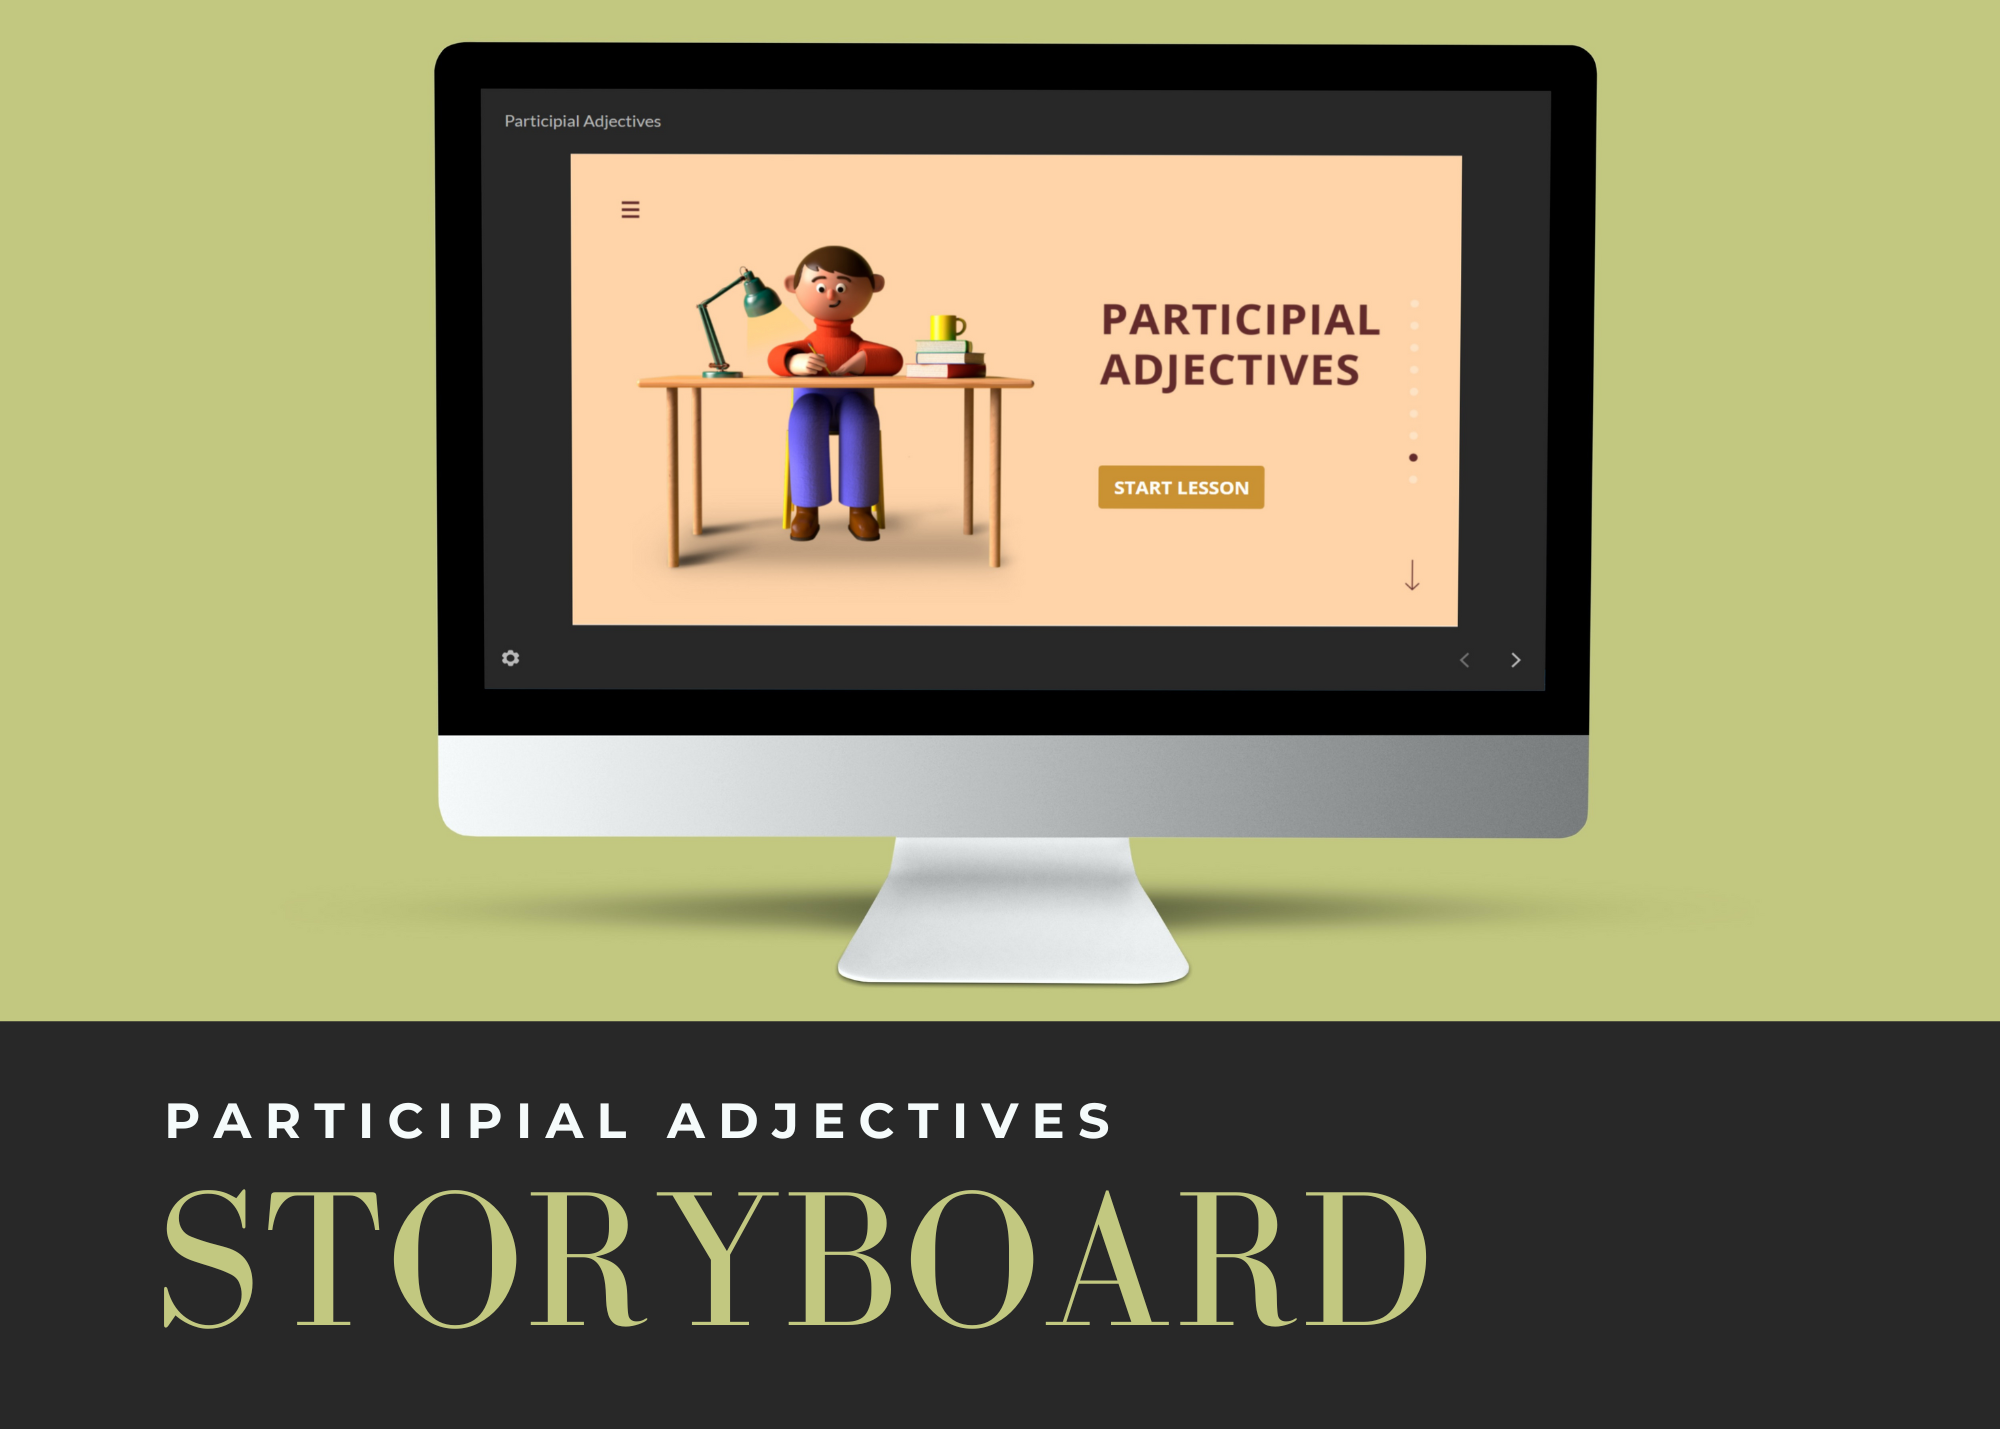 Participial Adjectives
PARTICIPIAL
ADJECTIVES
START LESSON
PARTICIPIAL ADJECTIVES
STORYBOARD